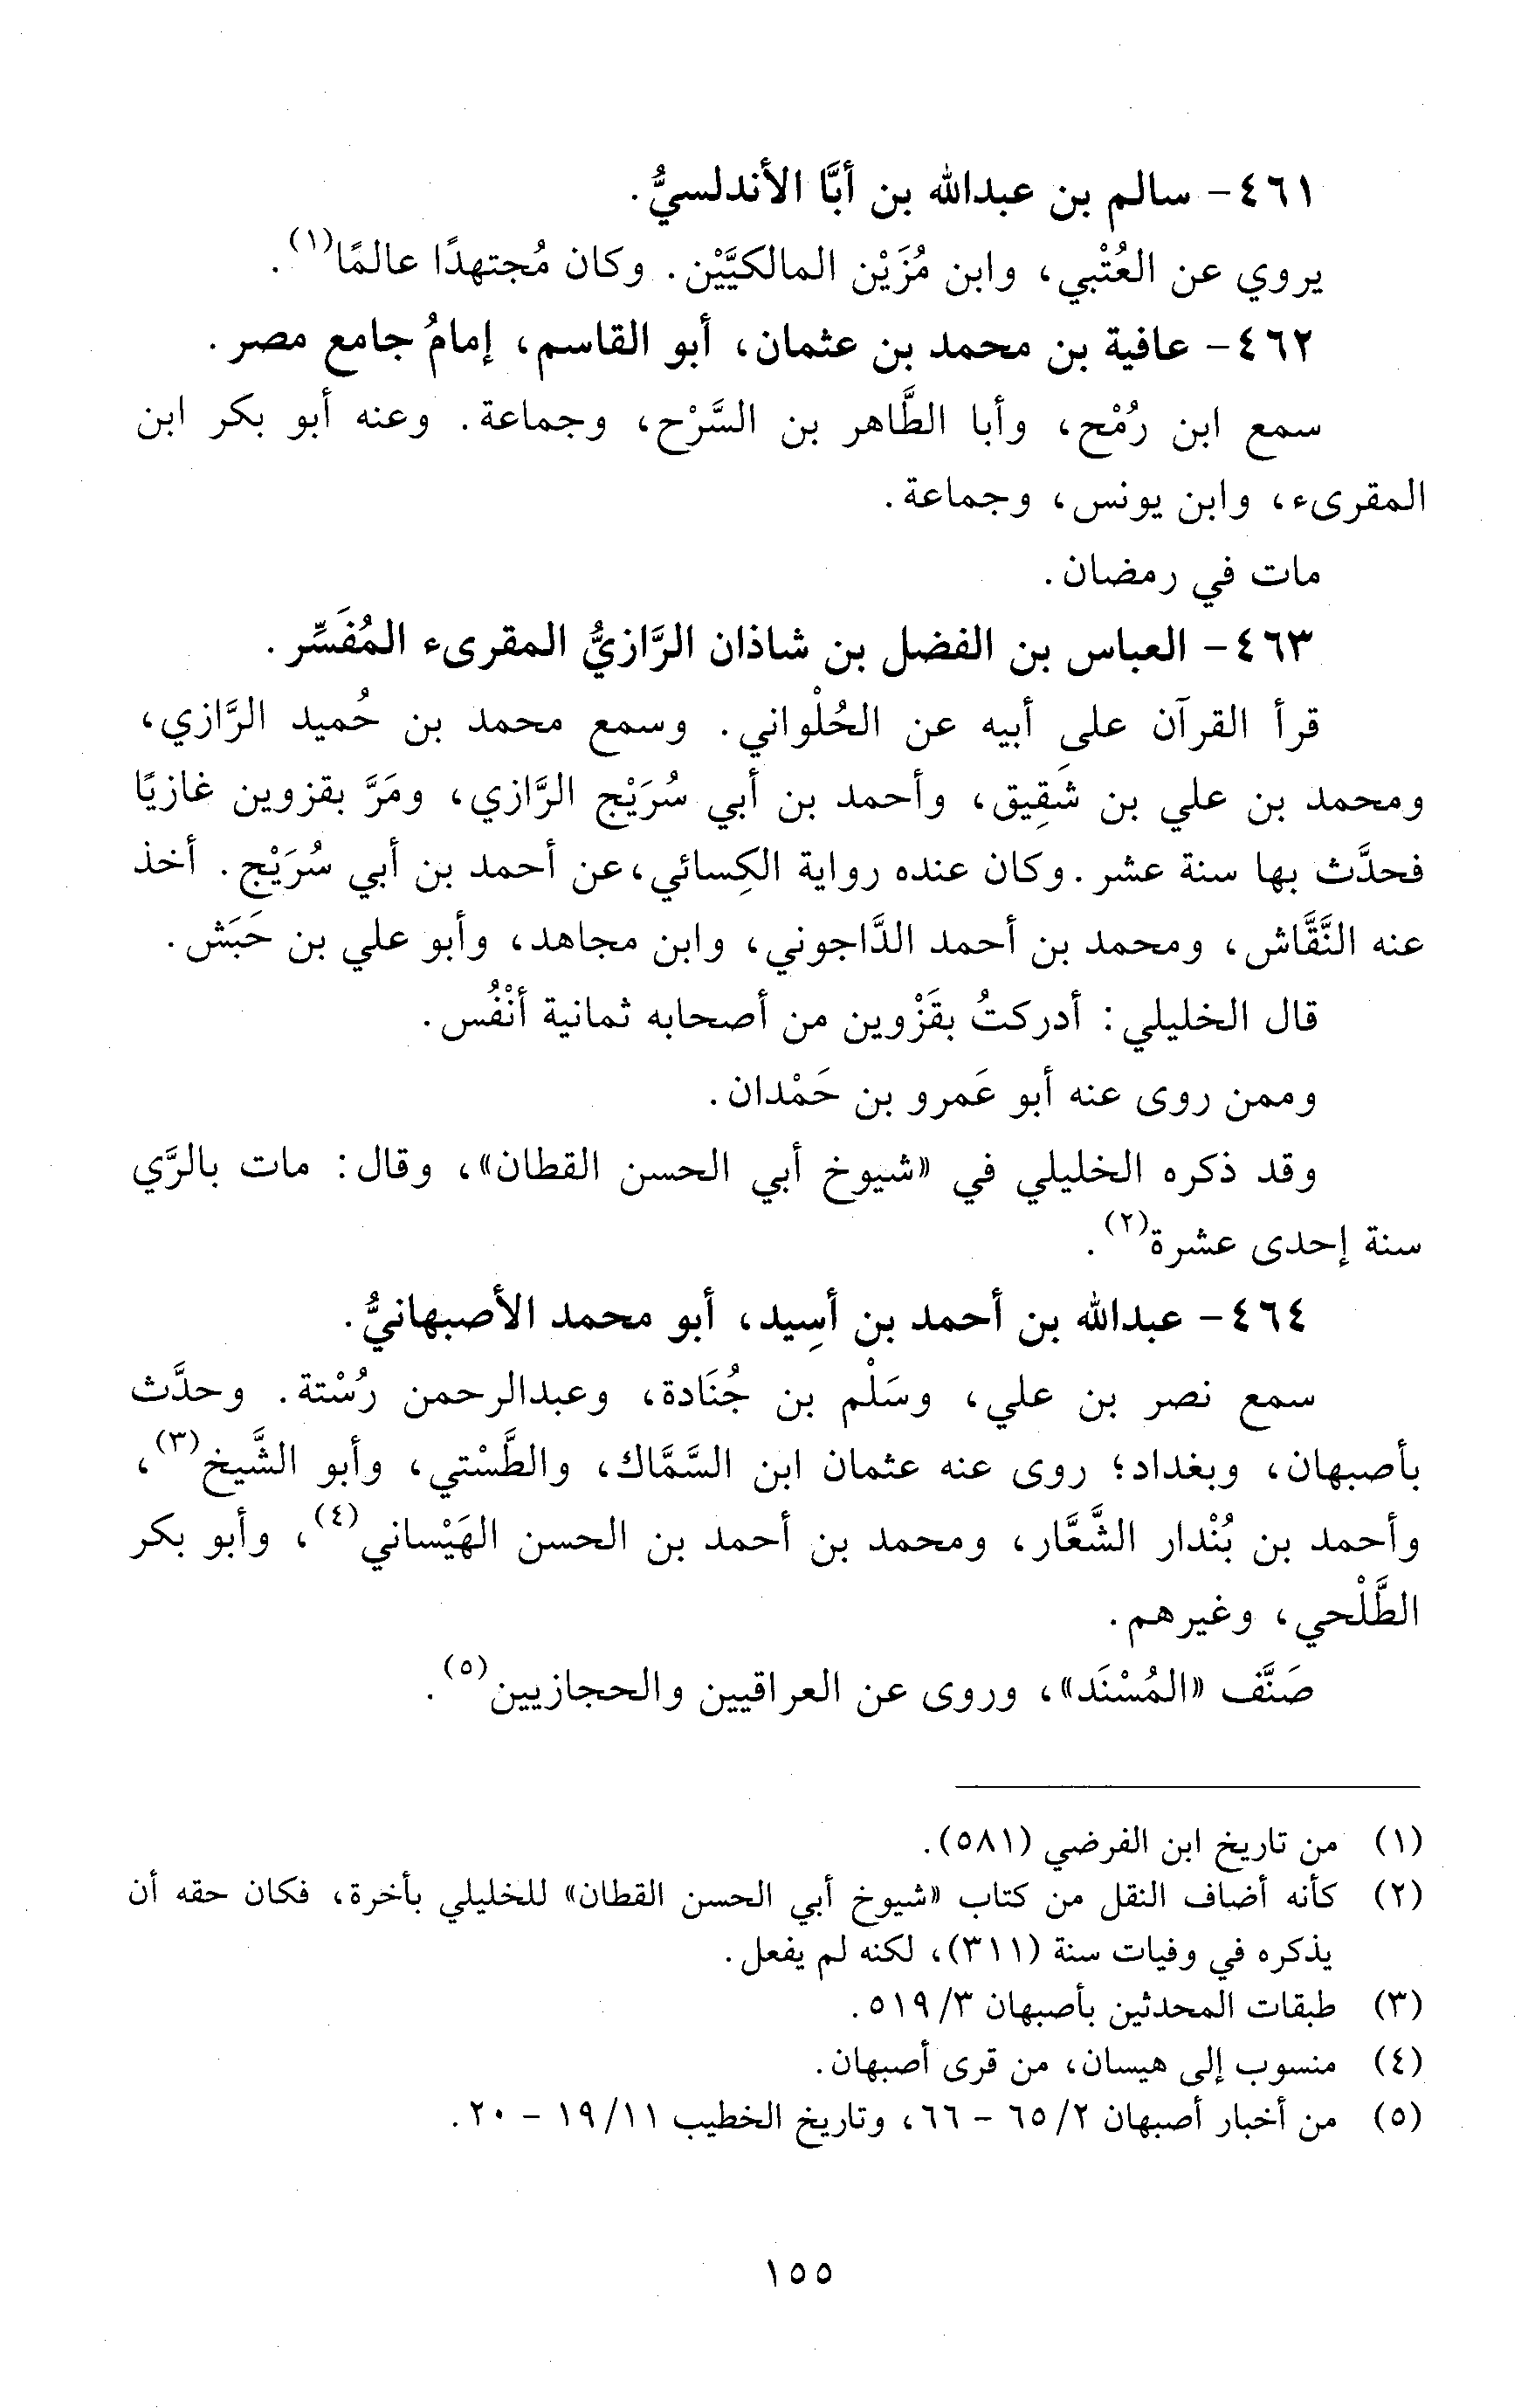 ٤٦١- سالم بن عبدالله بن أبَّا الأندلسيُّ.
يروي عن العُتْبي، وابن مُزَيْن المالكيَّيْن. وكان مُجتهدًا عالمًا(١).
٤٦٢- عافية بن محمد بن عثمان، أبو القاسم، إمامُ جامع مصر.
سمع ابن رُمْح، وأبا الطَّاهر بن السَّرْح، وجماعة. وعنه أبو بكر ابن
المقرىء، وابن يونس، وجماعة.
مات في رمضان.
٤٦٣- العباس بن الفضل بن شاذان الرَّازيُّ المقرىء المُفَسِّر.
قرأ القرآن على أبيه عن الحُلْواني. وسمع محمد بن حُميد الرَّازي،
ومحمد بن علي بن شَقِيق، وأحمد بن أبي سُرَيْج الرَّازي، ومَرَّ بقزوين غازيًا
فحدَّث بها سنة عشر. وكان عنده رواية الكِسائي، عن أحمد بن أبي سُرَيْج. أخذ
عنه النَّقَّاش، ومحمد بن أحمد الدَّاجوني، وابن مجاهد، وأبو علي بن حَبَش.
قال الخليلي: أدركتُ بقَزْوين من أصحابه ثمانية أنْفُس.
وممن روى عنه أبو عَمرو بن حَمْدان.
وقد ذكره الخليلي في «شيوخ أبي الحسن القطان»، وقال: مات بالرَّي
سنة إحدى عشرة(٢).
٤٦٤- عبدالله بن أحمد بن أسِيد، أبو محمد الأصبهانيُّ.
سمع نصر بن علي، وسَلْم بن جُنَادة، وعبدالرحمن رُسْتة. وحدَّث
بأصبهان، وبغداد؛ روى عنه عثمان ابن السَّمَّاك، والطَّسْتي، وأبو الشَّيخ(٣)،
وأحمد بن بُنْدار الشَّعَّار، ومحمد بن أحمد بن الحسن الهَيْساني(٤)، وأبو بكر
الطَّلْحي، وغيرهم.
صَنَّف «المُسْنَد»، وروى عن العراقيين والحجازيين(٥).
(١) من تاريخ ابن الفرضي (٥٨١).
(٢) كأنه أضاف النقل من كتاب «شيوخ أبي الحسن القطان» للخليلي بأخرة، فكان حقه أن
يذكره في وفيات سنة (٣١١)، لكنه لم يفعل.
(٣) طبقات المحدثين بأصبهان ٣/ ٥١٩.
(٤) منسوب إلى هيسان، من قرى أصبهان.
(٥) من أخبار أصبهان ٢/ ٦٥ - ٦٦، وتاريخ الخطيب ١١/ ١٩ - ٢٠.
١٥٥